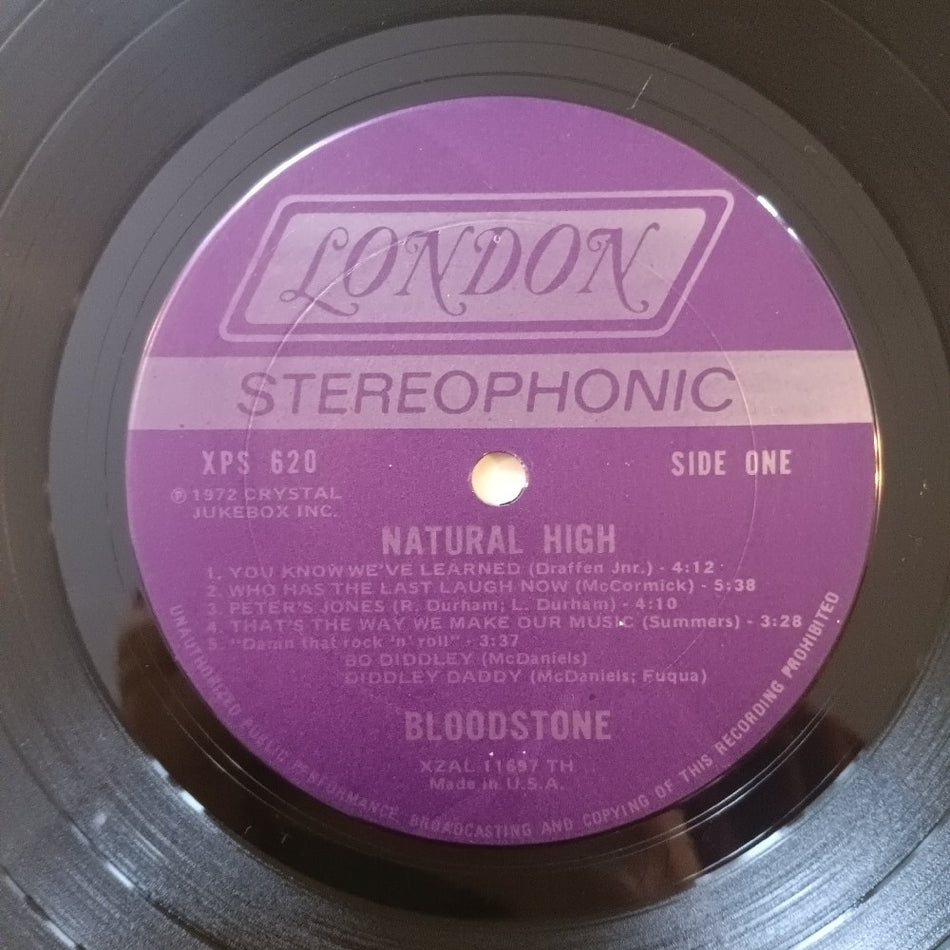 LONDON
STEREOPHONIC
XPS 620
SIDE ONE
℗ 1972 CRYSTAL
JUKEBOX INC.
NATURAL HIGH
1. YOU KNOW WE'VE LEARNED (Draffen Jnr.) - 4:12
2. WHO HAS THE LAST LAUGH NOW (McCormick) - 5:38
3. PETER'S JONES (R. Durham; L. Durham) - 4:10
4. THAT'S THE WAY WE MAKE OUR MUSIC (Summers) - 3:28
5. "Damn that rock 'n' roll" - 3:37
BO DIDDLEY (McDaniels)
DIDDLEY DADDY (McDaniels; Fuqua)
BLOODSTONE
XZAL 11697 TH
Made in U.S.A.
UNAUTHORIZED PUBLIC PERFORMANCE BROADCASTING AND COPYING OF THIS RECORDING PROHIBITED